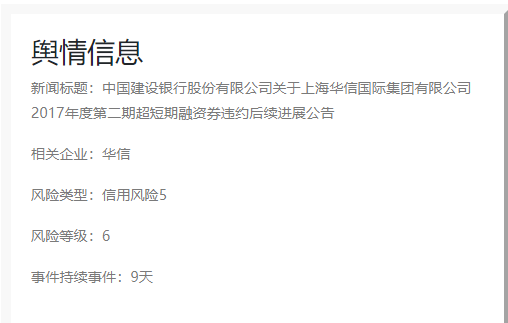 舆情信息
新闻标题：中国建设银行股份有限公司关于上海华信国际集团有限公司
2017年度第二期超短期融资券违约后续进展公告
相关企业：华信
风险类型：信用风险5
风险等级：6
事件持续事件：9天